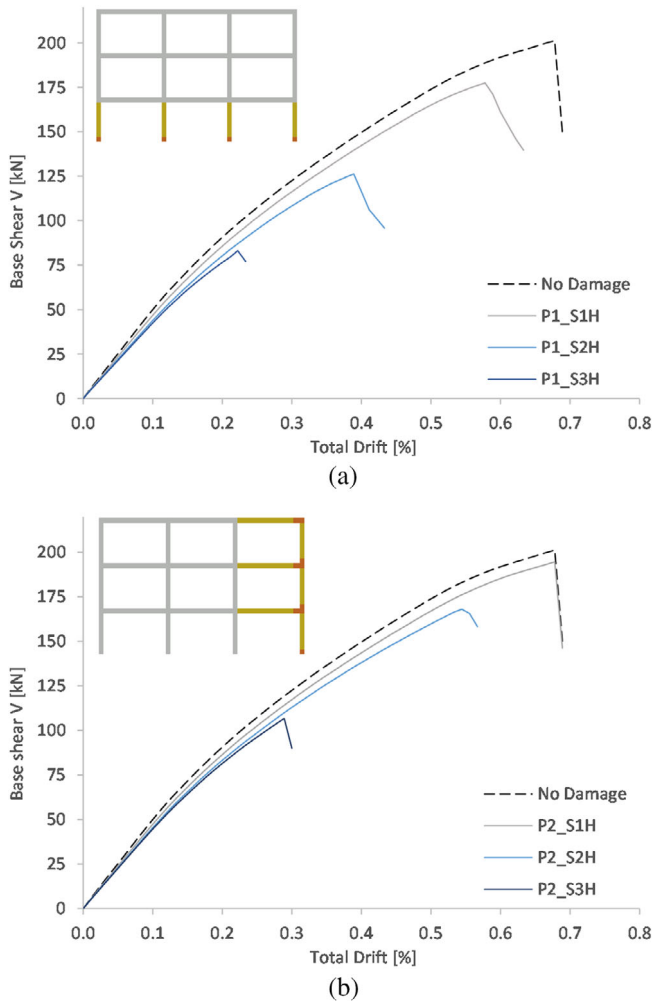 200
175
150
125
100
75
50
25
0
Base Shear V [kN]
No Damage
P1_S1H
P1_S2H
P1_S3H
0.0 0.1 0.2 0.3 0.4 0.5 0.6 0.7 0.8
Total Drift [%]
(a)
200
175
150
125
100
75
50
25
0
Base shear V [kN]
No Damage
P2_S1H
P2_S2H
P2_S3H
0.0 0.1 0.2 0.3 0.4 0.5 0.6 0.7 0.8
Total Drift [%]
(b)